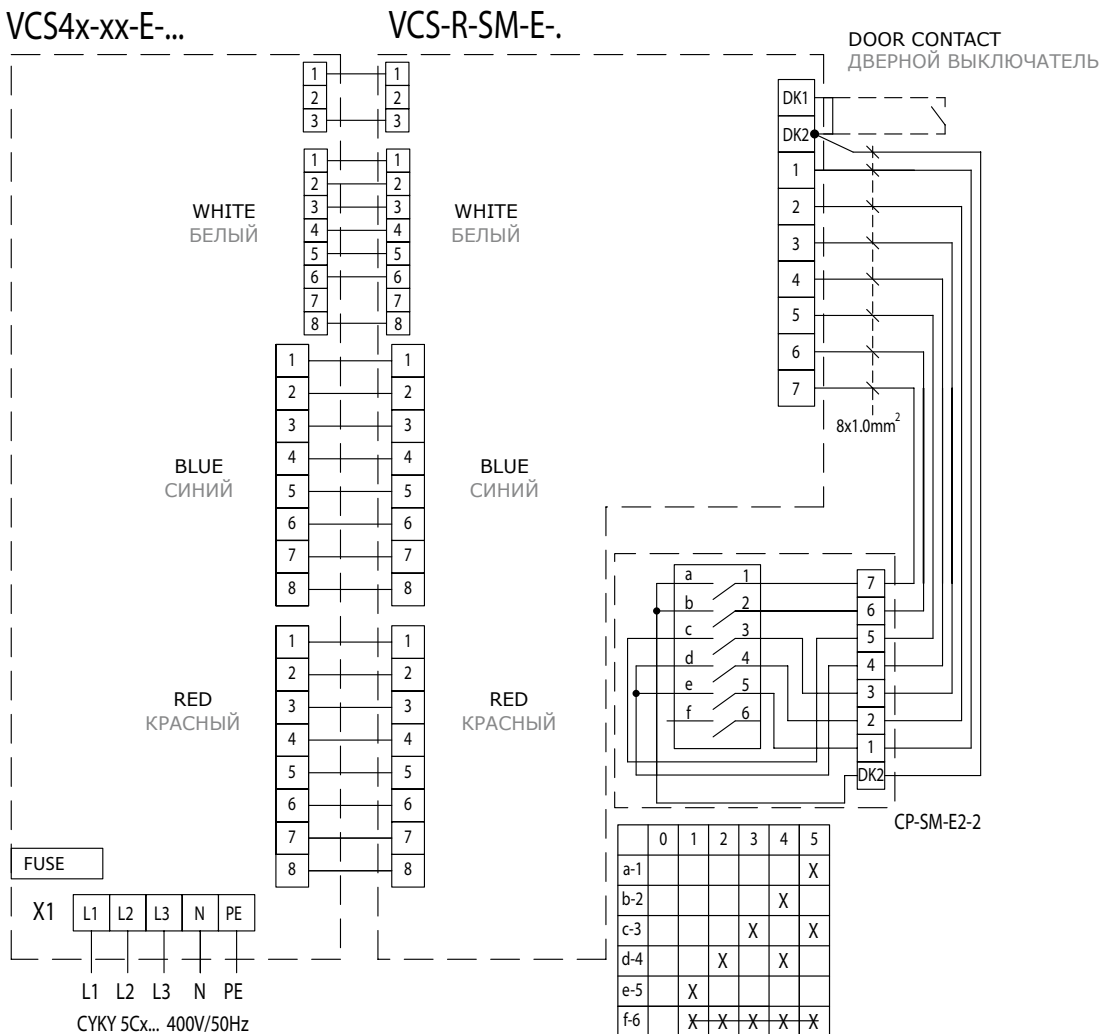 VCS4x-xx-E-...
VCS-R-SM-E-.
DOOR CONTACT
ДВЕРНОЙ ВЫКЛЮЧАТЕЛЬ
1 1
2 2
3 3
DK1
DK2
1
2
3
4
5
6
7
8x1.0mm²
1 1
2 2
3 3
4 4
5 5
6 6
7 7
8 8
WHITE
БЕЛЫЙ
WHITE
БЕЛЫЙ
1 1
2 2
3 3
4 4
5 5
6 6
7 7
8 8
BLUE
СИНИЙ
BLUE
СИНИЙ
1 1
2 2
3 3
4 4
5 5
6 6
7 7
8 8
RED
КРАСНЫЙ
RED
КРАСНЫЙ
a 1 7
b 2 6
c 3 5
d 4 4
e 5 3
f 6 2
1
DK2
CP-SM-E2-2
0 1 2 3 4 5
a-1 X
b-2 X
c-3 X X
d-4 X X
e-5 X
f-6 X X X X X
FUSE
X1 L1 L2 L3 N PE
L1 L2 L3 N PE
CYKY 5Cx... 400V/50Hz